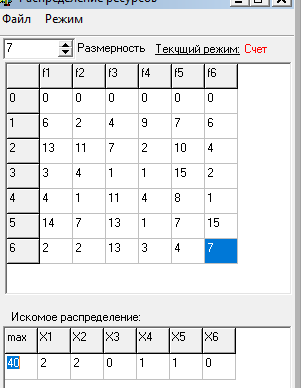 Распределение ресурсов
Файл Режим
7 Размерность Текущий режим: Счет
f1 f2 f3 f4 f5 f6
0 0 0 0 0 0 0
1 6 2 4 9 7 6
2 13 11 7 2 10 4
3 3 4 1 1 15 2
4 4 1 11 4 8 1
5 14 7 13 1 7 15
6 2 2 13 3 4 7
Искомое распределение:
max X1 X2 X3 X4 X5 X6
40 2 2 0 1 1 0